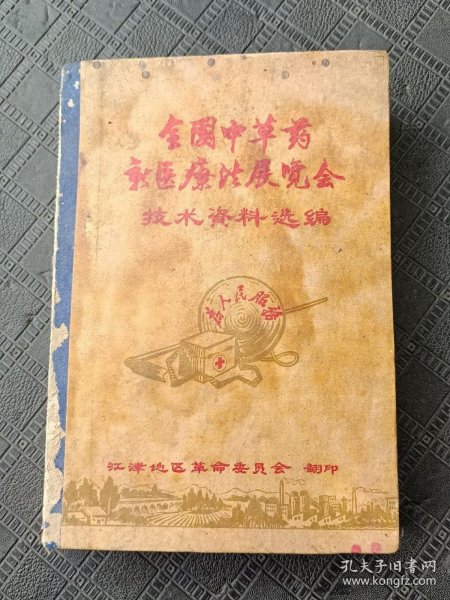 全國中草药
新医療法展览会
技术资料选编
为人民服务
江津地区革命委员会 翻印
孔夫子旧书网
www.kongfz.com